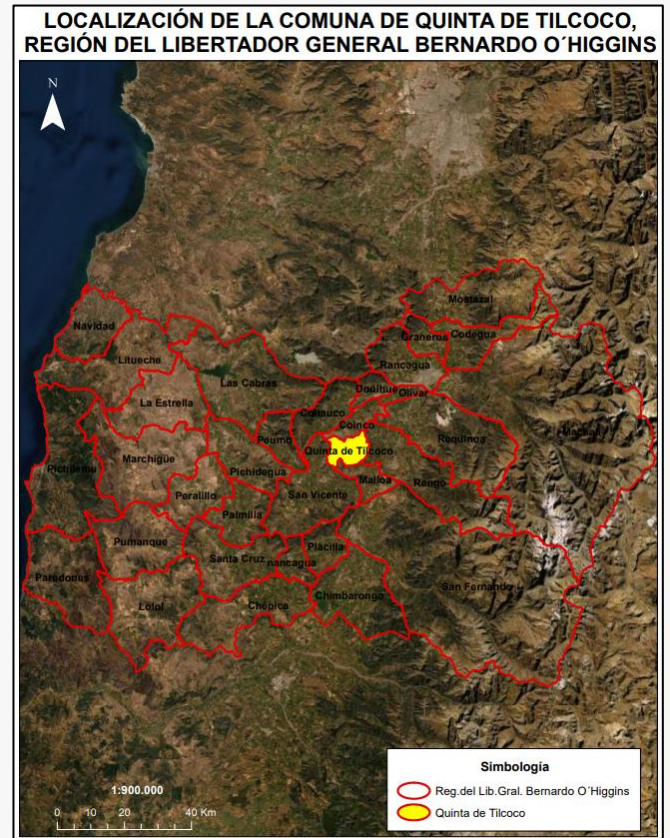 LOCALIZACIÓN DE LA COMUNA DE QUINTA DE TILCOCO,
REGIÓN DEL LIBERTADOR GENERAL BERNARDO O´HIGGINS
N
Mostazal
Navidad
Graneros
Codegua
Litueche
Rancagua
Las Cabras
Doñihue
Olivar
La Estrella
Coltauco
Coinco
Machalí
Peumo
Requinoa
Quinta de Tilcoco
Marchigüe
Pichilemu
Pichidegua
Malloa
Rengo
Peralillo
San Vicente
Palmilla
Pumanque
Placilla
Santa Cruz
nancagua
Paredones
San Fernando
Chimbarongo
Lolol
Chépica
Simbología
Reg.del Lib.Gral. Bernardo O´Higgins
Quinta de Tilcoco
1:900.000
0 10 20 40 Km